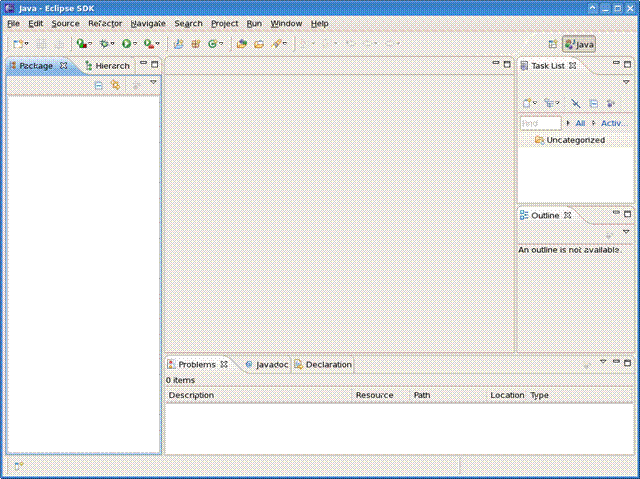 Java - Eclipse SDK
File Edit Source Refactor Navigate Search Project Run Window Help
Java
Package Hierarch
Task List
Find All Activ...
Uncategorized
Outline
An outline is not available.
Problems Javadoc Declaration
0 items
Description Resource Path Location Type